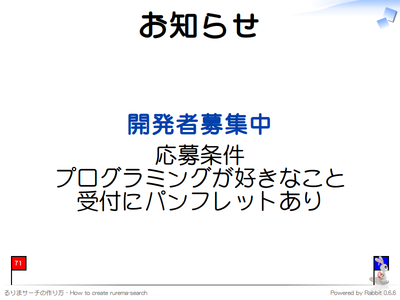 お知らせ
開発者募集中
応募条件
プログラミングが好きなこと
受付にパンフレットあり
71
るりまサーチの作り方 - How to create rurema-search
Powered by Rabbit 0.6.6